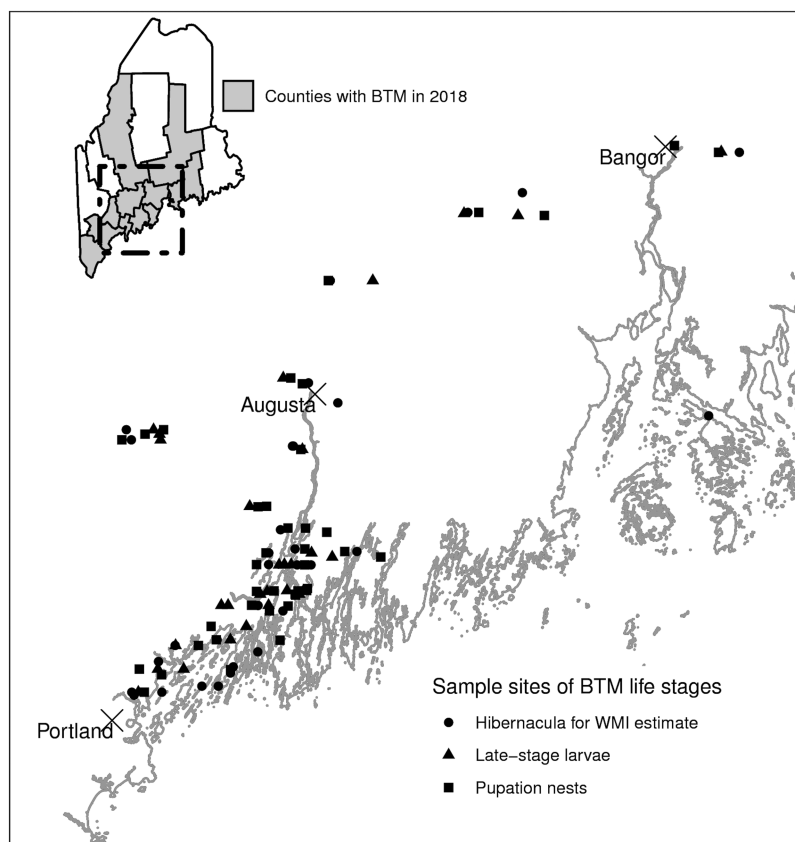 Counties with BTM in 2018
Bangor
Augusta
Portland
Sample sites of BTM life stages
Hibernacula for WMI estimate
Late−stage larvae
Pupation nests